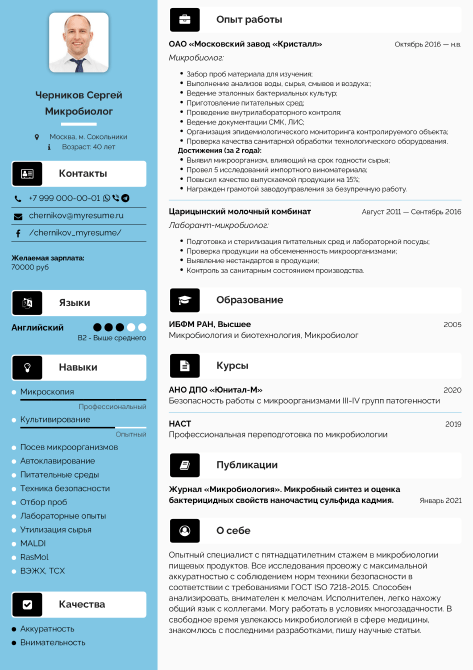 Черников Сергей
Микробиолог
Москва, м. Сокольники
Возраст: 40 лет
Контакты
+7 999 000-00-01
chernikov@myresume.ru
/chernikov_myresume/
Желаемая зарплата:
70000 руб
Языки
Английский
B2 - Выше среднего
Навыки
Микроскопия
Профессиональный
Культивирование
Опытный
Посев микроорганизмов
Автоклавирование
Питательные среды
Техника безопасности
Отбор проб
Лабораторные опыты
Утилизация сырья
MALDI
RasMol
ВЭЖХ, ТСХ
Качества
Аккуратность
Внимательность
Опыт работы
ОАО «Московский завод «Кристалл» Октябрь 2016 — н.в.
Микробиолог:
Забор проб материала для изучения;
Выполнение анализов воды, сырья, смывов и воздуха;;
Ведение эталонных бактериальных культур;
Приготовление питательных сред;
Проведение внутрилабораторного контроля;
Ведение документации СМК, ЛИС;
Организация эпидемиологического мониторинга контролируемого объекта;
Проверка качества санитарной обработки технологического оборудования.
Достижения (за 2 года):
Выявил микроорганизм, влияющий на срок годности сырья;
Провел 5 исследований импортного виноматериала;
Повысил качество выпускаемой продукции на 15%;
Награжден грамотой заводоуправления за безупречную работу.
Царицынский молочный комбинат Август 2011 — Сентябрь 2016
Лаборант-микробиолог:
Подготовка и стерилизация питательных сред и лабораторной посуды;
Проверка продукции на обсемененность микроорганизмами;
Выявление нестандартов в продукции;
Контроль за санитарным состоянием производства.
Образование
ИБФМ РАН, Высшее 2005
Микробиология и биотехнология, Микробиолог
Курсы
АНО ДПО «Юнитал-М» 2020
Безопасность работы с микроорганизмами III-IV групп патогенности
НАСТ 2019
Профессиональная переподготовка по микробиологии
Публикации
Журнал «Микробиология». Микробный синтез и оценка
бактерицидных свойств наночастиц сульфида кадмия. Январь 2021
О себе
Опытный специалист с пятнадцатилетним стажем в микробиологии
пищевых продуктов. Все исследования провожу с максимальной
аккуратностью с соблюдением норм техники безопасности в
соответствии с требованиями ГОСТ ISO 7218-2015. Способен
анализировать, внимателен к мелочам. Исполнителен, легко нахожу
общий язык с коллегами. Могу работать в условиях многозадачности. В
свободное время увлекаюсь микробиологией в сфере медицины,
знакомлюсь с последними разработками, пишу научные статьи.